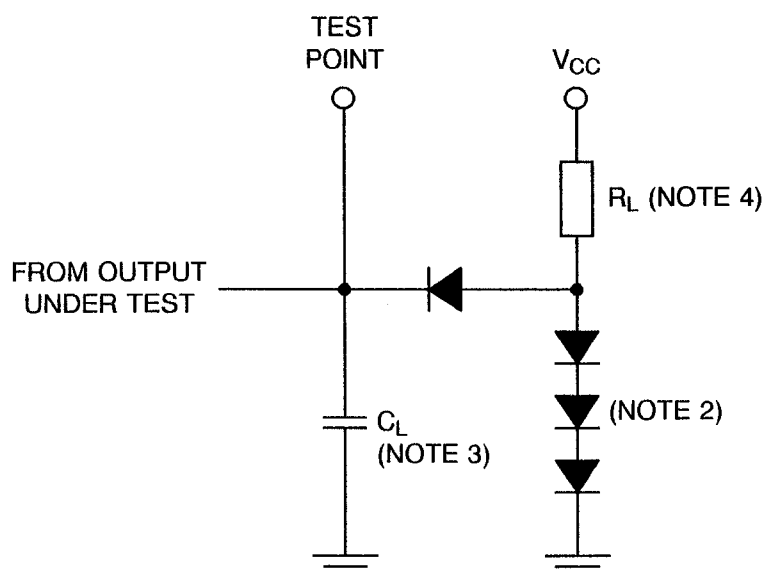 TEST
POINT
VCC
RL (NOTE 4)
FROM OUTPUT
UNDER TEST
(NOTE 2)
CL
(NOTE 3)